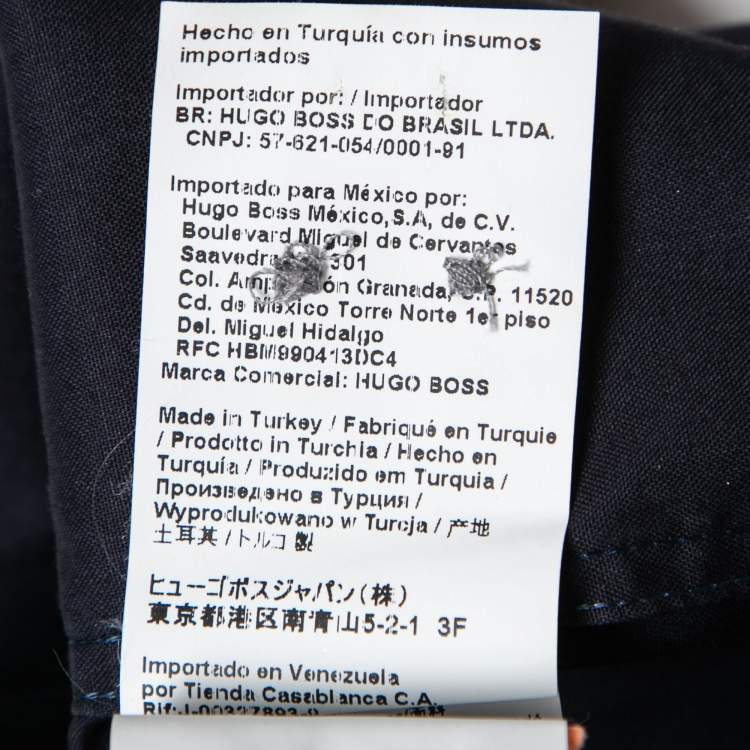 Hecho en Turquía con insumos
importados
Importador por: / Importador
BR: HUGO BOSS DO BRASIL LTDA.
CNPJ: 57-621-054/0001-91
Importado para México por:
Hugo Boss México,S.A, de C.V.
Boulevard Miguel de Cervantes
Saavedra 301
Col. Granada, C.P. 11520
Cd. de México Torre Norte 1er piso
Del. Miguel Hidalgo
RFC HBM990413DC4
Marca Comercial: HUGO BOSS
Made in Turkey / Fabriqué en Turquie
/ Prodotto in Turchia / Hecho en
Turquía / Produzido em Turquia /
Произведено в Турция /
Wyprodukowano w Turcja / 产地
土耳其 / トルコ 製
ヒューゴボスジャパン(株)
東京都港区南青山5-2-1 3F
Importado en Venezuela
por Tienda Casablanca C.A.
Rif:J-00327893-9